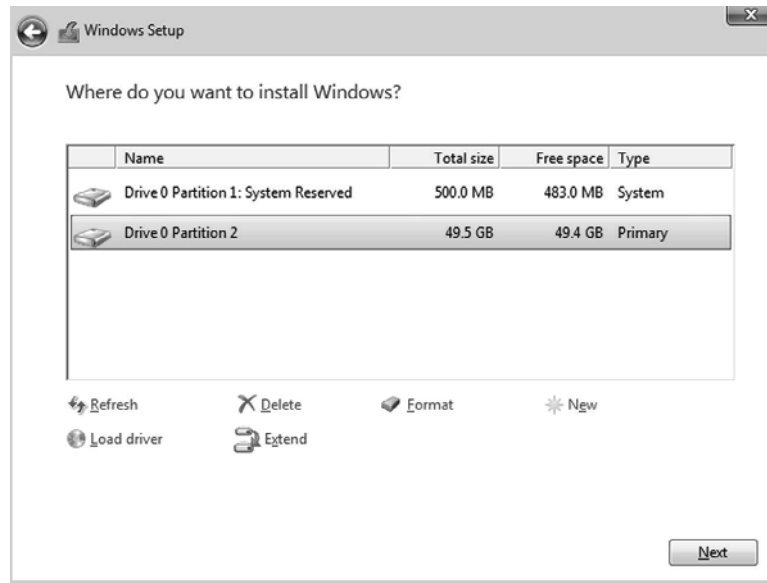 Windows Setup
Where do you want to install Windows?
Name Total size Free space Type
Drive 0 Partition 1: System Reserved 500.0 MB 483.0 MB System
Drive 0 Partition 2 49.5 GB 49.4 GB Primary
Refresh Delete Format New
Load driver Extend
Next